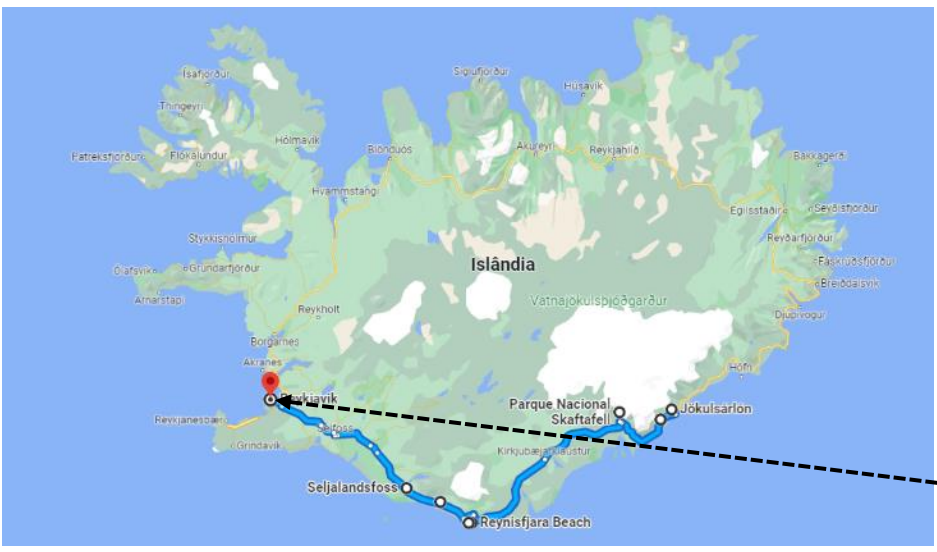 Ísafjörður
Siglufjörður
Húsavík
Thingeyri
Hólmavík
Akureyri
Reykjahlíð
Patreksfjörður
Flókalundur
Blönduós
Bakkagerði
Hvammstangi
Egilsstaðir
Seyðisfjörður
Stykkishólmur
Reyðarfjörður
Íslândia
Grundarfjörður
Fáskrúðsfjörður
Ólafsvík
Breiðdalsvík
Arnarstapi
Vatnajökulsþjóðgarður
Reykholt
Djúpivogur
Borgarnes
Akranes
Höfn
Reykjavik
Parque Nacional
Skaftafell
Jökulsárlón
Reykjanesbær
Selfoss
Grindavík
Kirkjubæjarklaustur
Seljalandsfoss
Reynisfjara Beach